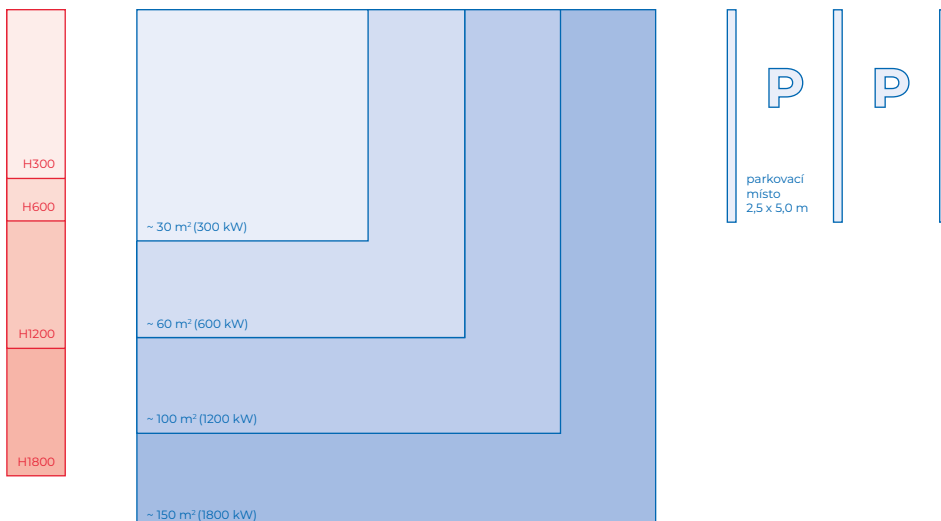 P
P
H300
parkovací
místo
2,5 x 5,0 m
H600
~ 30 m² (300 kW)
~ 60 m² (600 kW)
H1200
~ 100 m² (1200 kW)
H1800
~ 150 m² (1800 kW)